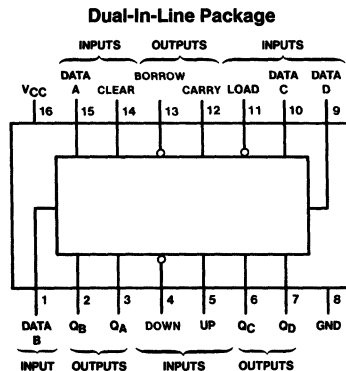 Dual-In-Line Package
INPUTS OUTPUTS INPUTS
DATA BORROW DATA DATA
VCC A CLEAR CARRY LOAD C D
16 15 14 13 12 11 10 9
1 2 3 4 5 6 7 8
DATA QB QA DOWN UP QC QD GND
B
INPUT OUTPUTS INPUTS OUTPUTS